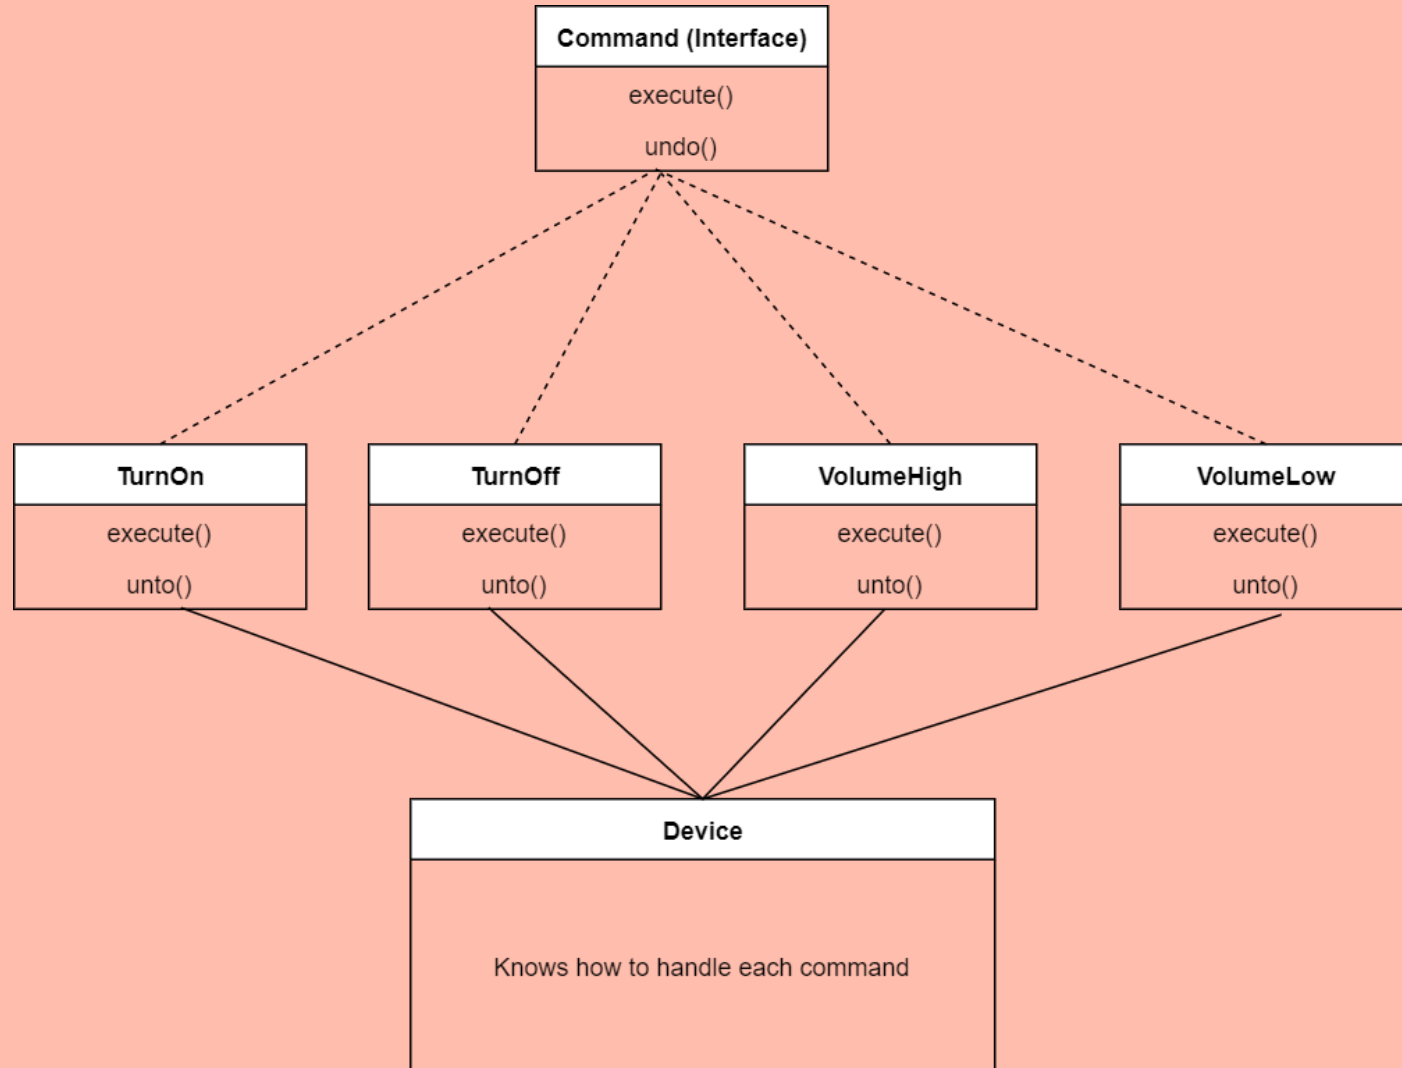 Command (Interface)
execute()
undo()
TurnOn
execute()
unto()
TurnOff
execute()
unto()
VolumeHigh
execute()
unto()
VolumeLow
execute()
unto()
Device
Knows how to handle each command